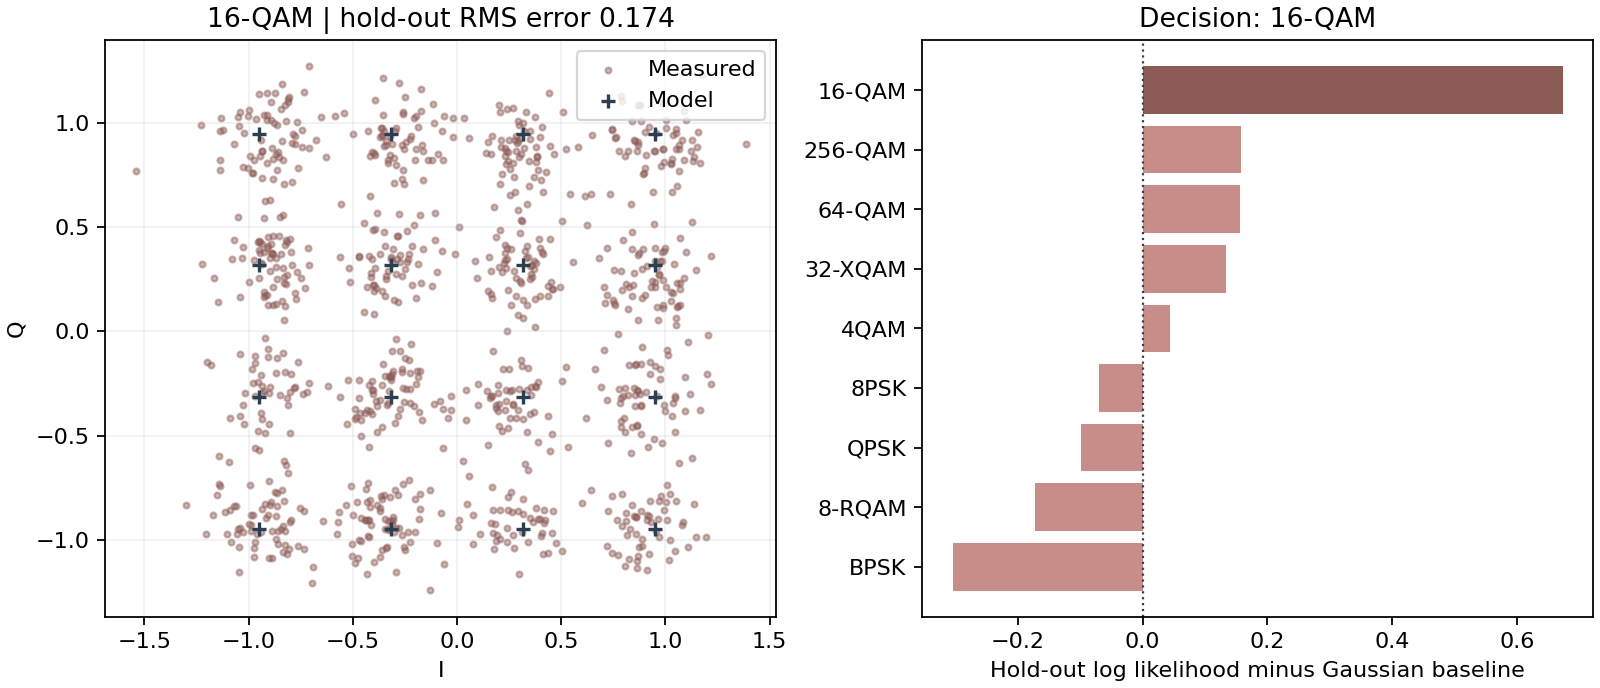 16-QAM | hold-out RMS error 0.174
Measured
Model
Q
1.0
0.5
0.0
−0.5
−1.0
−1.5
−1.0
−0.5
0.0
0.5
1.0
1.5
I
Decision: 16-QAM
16-QAM
256-QAM
64-QAM
32-XQAM
4QAM
8PSK
QPSK
8-RQAM
BPSK
−0.2
0.0
0.2
0.4
0.6
Hold-out log likelihood minus Gaussian baseline